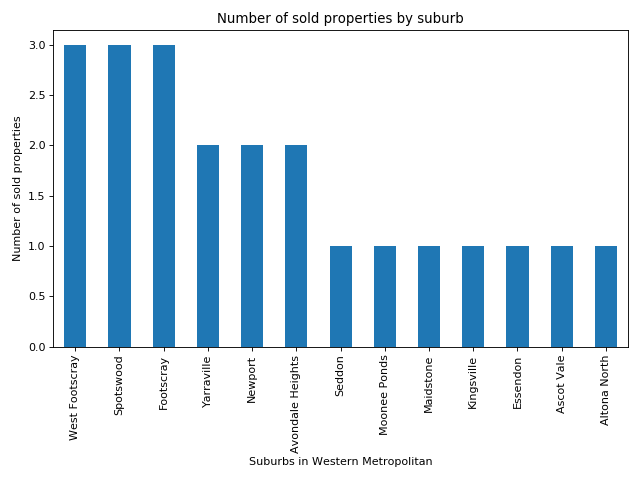 Number of sold properties by suburb
Number of sold properties
3.0
2.5
2.0
1.5
1.0
0.5
0.0
West Footscray
Spotswood
Footscray
Yarraville
Newport
Avondale Heights
Seddon
Moonee Ponds
Maidstone
Kingsville
Essendon
Ascot Vale
Altona North
Suburbs in Western Metropolitan